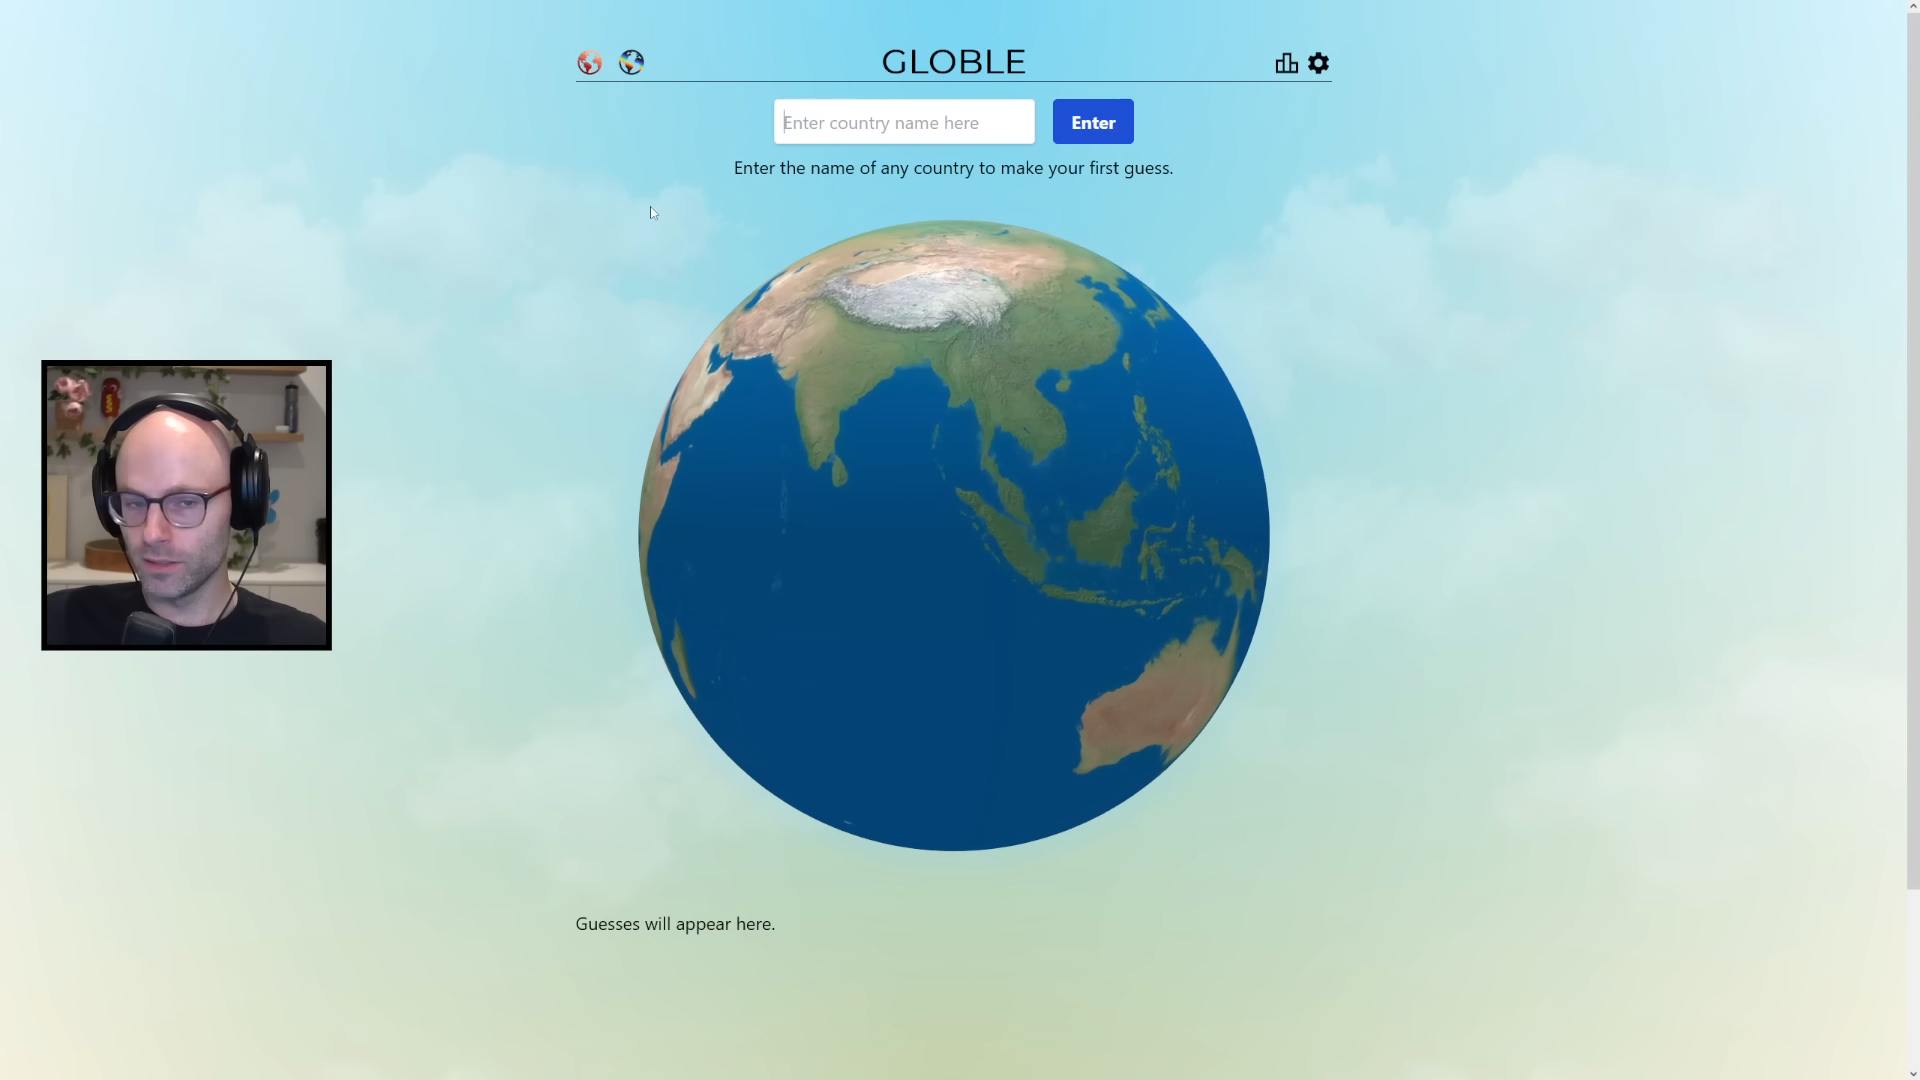 GLOBLE
Enter country name here
Enter
Enter the name of any country to make your first guess.
Guesses will appear here.